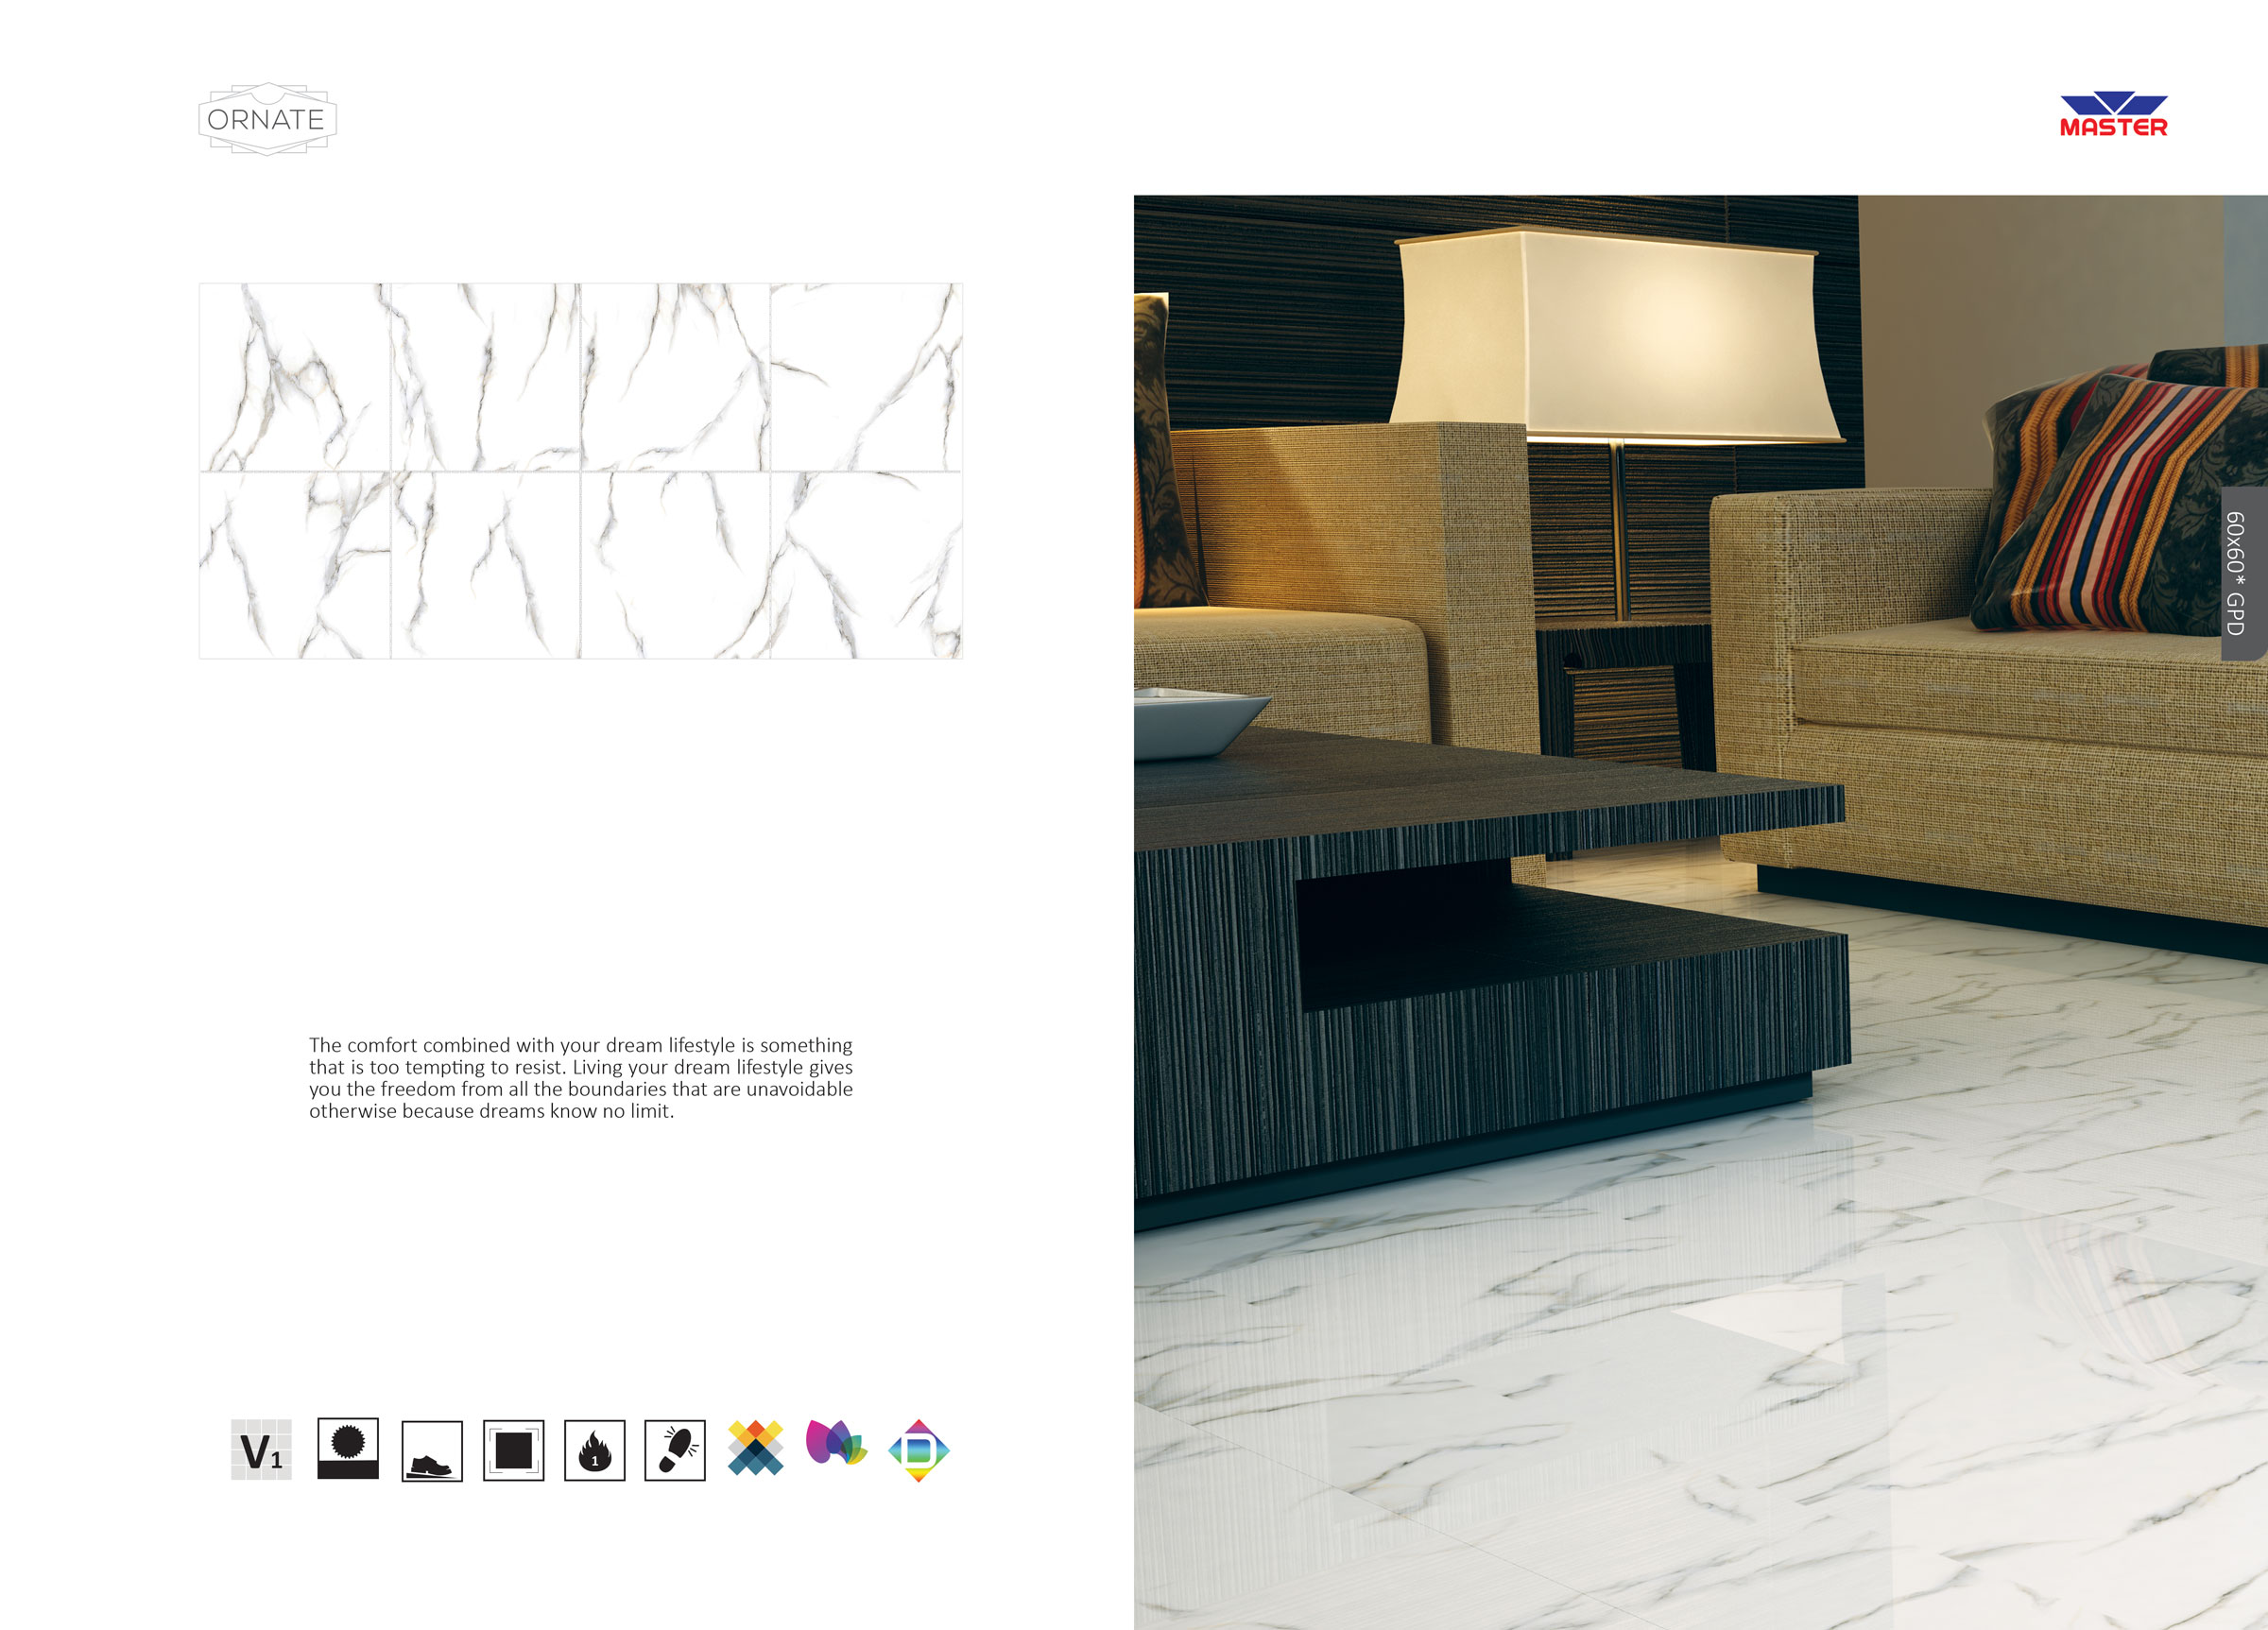 ORNATE
MASTER
60x60* GPD
The comfort combined with your dream lifestyle is something
that is too tempting to resist. Living your dream lifestyle gives
you the freedom from all the boundaries that are unavoidable
otherwise because dreams know no limit.
V1
1
D